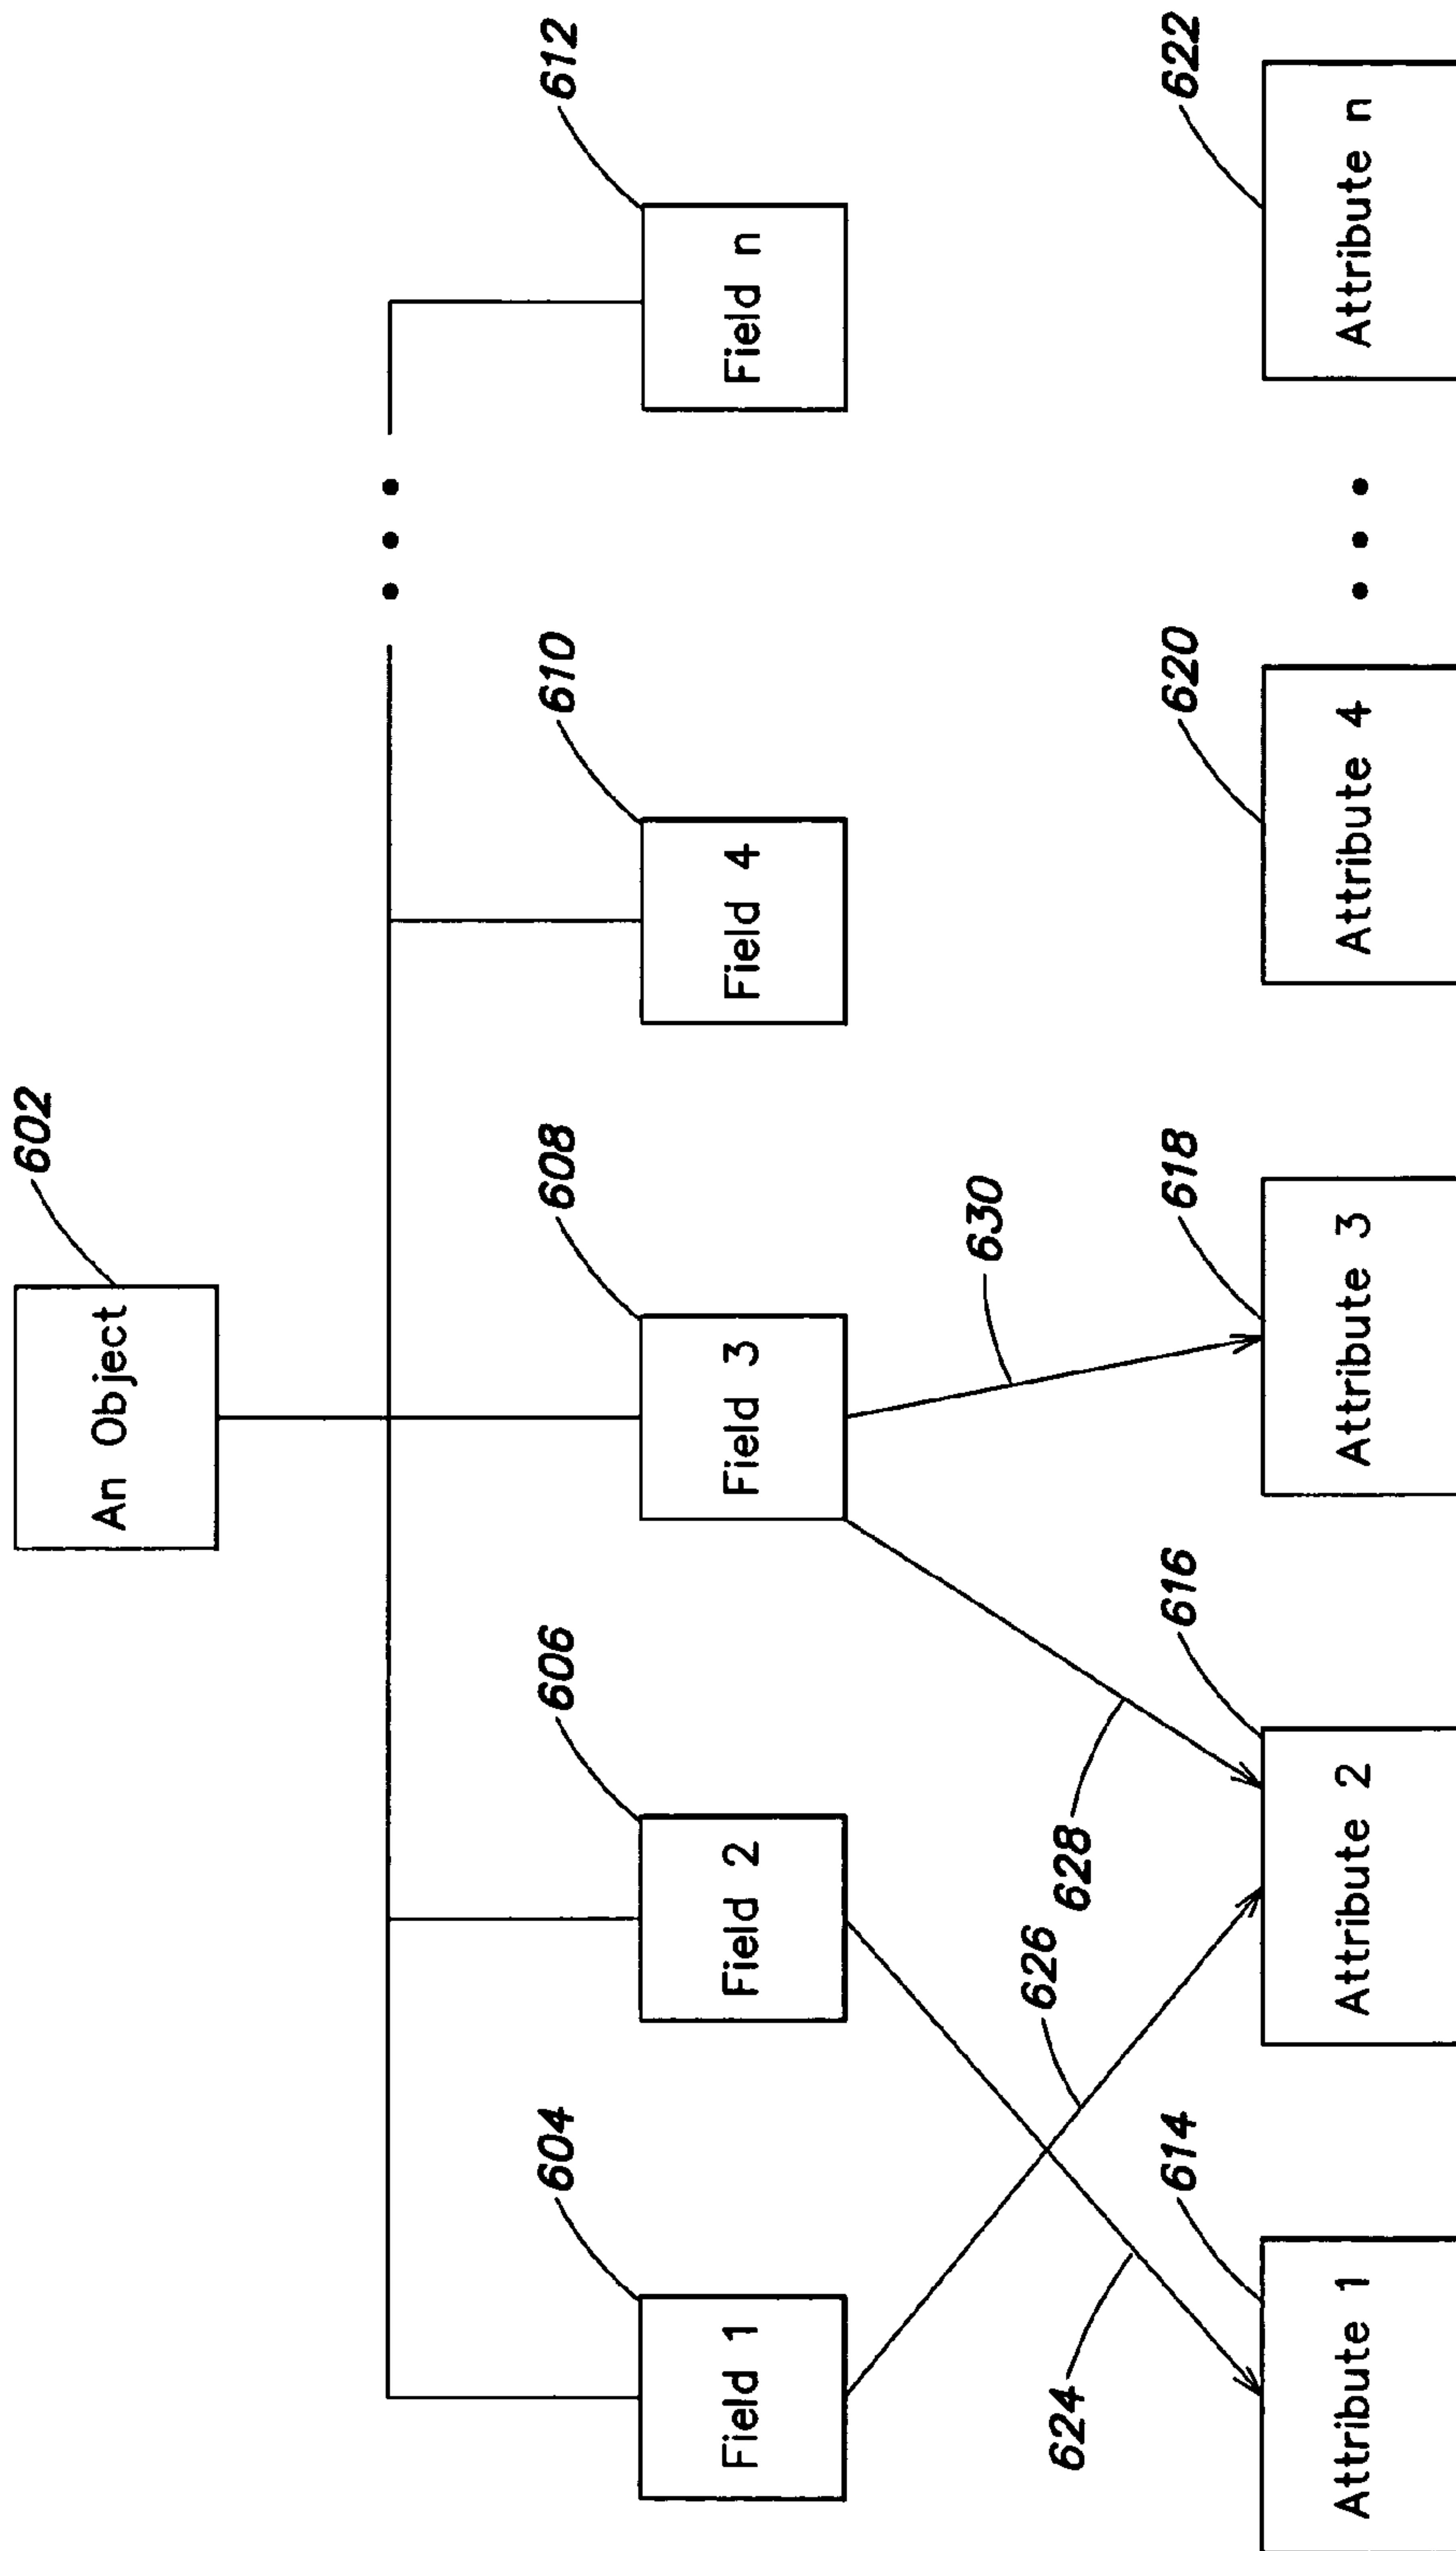 602
An Object
604
606
608
610
612
Field 1
Field 2
Field 3
Field 4
Field n
624
626
628
630
614
616
618
620
622
Attribute 1
Attribute 2
Attribute 3
Attribute 4
Attribute n